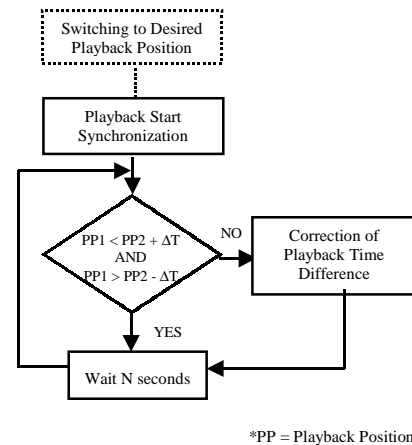 Switching to Desired
Playback Position
Playback Start
Synchronization
PP1 < PP2 + ΔT
AND
PP1 > PP2 - ΔT
NO
Correction of
Playback Time
Difference
YES
Wait N seconds
*PP = Playback Position